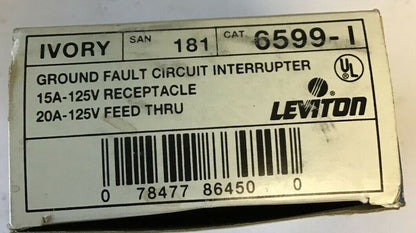 IVORY SAN 181 CAT 6599-I
GROUND FAULT CIRCUIT INTERRUPTER
15A-125V RECEPTACLE
20A-125V FEED THRU
UL
LEVITON
0 78477 86450 0